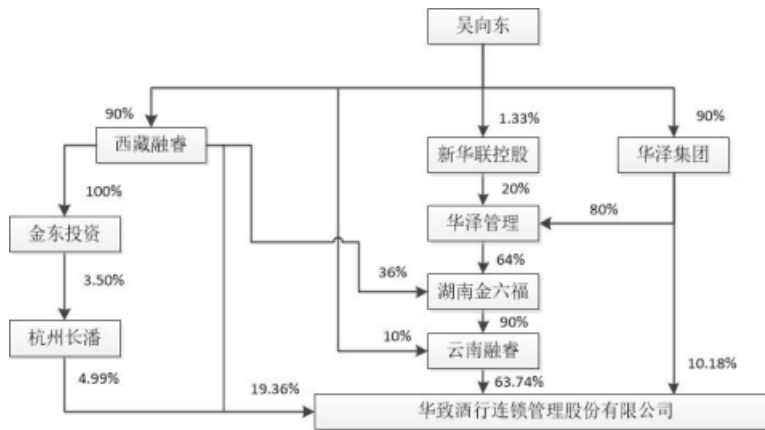 吴向东
90%
1.33%
90%
西藏融睿
新华联控股
华泽集团
100%
20%
金东投资
华泽管理
80%
3.50%
36%
64%
湖南金六福
杭州长潘
10%
90%
云南融睿
4.99%
19.36%
63.74%
10.18%
华致酒行连锁管理股份有限公司